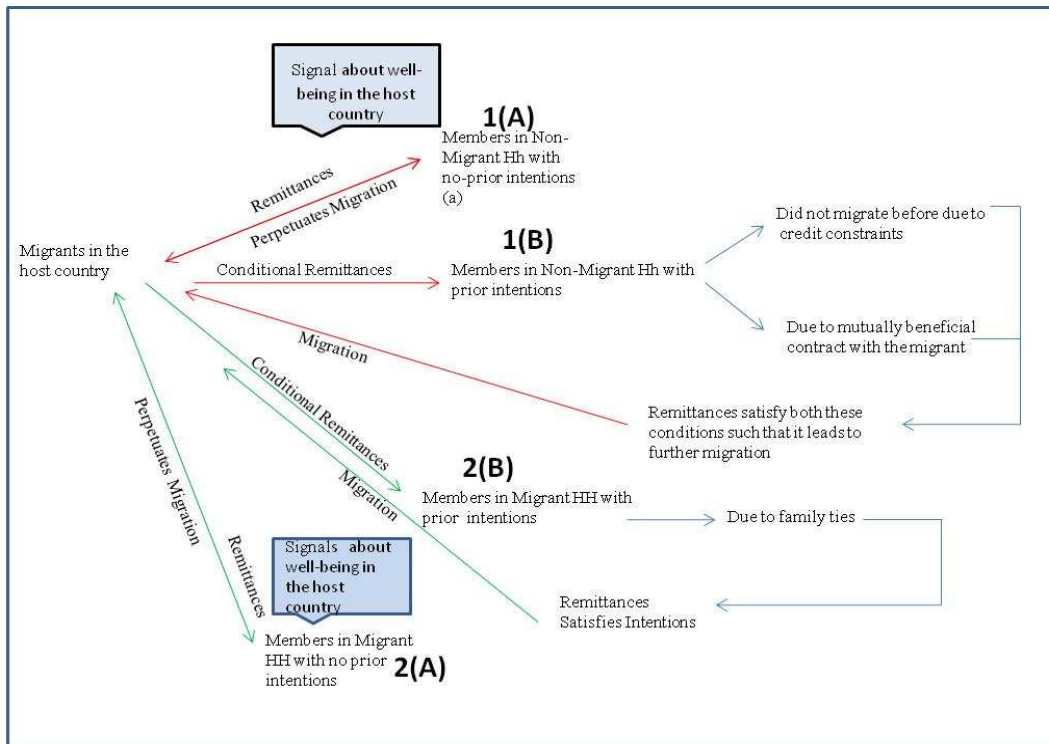 Signal about well-
being in the host
country
1(A)
Members in Non-
Migrant Hh with
no-prior intentions
(a)
Remittances
Perpetuates Migration
Migrants in the
host country
1(B)
Conditional Remittances
Members in Non-Migrant Hh with
prior intentions
Did not migrate before due to
credit constraints
Due to mutually beneficial
contract with the migrant
Migration
Remittances satisfy both these
conditions such that it leads to
further migration
Conditional Remittances
Migration
2(B)
Members in Migrant HH with
prior intentions
Due to family ties
Remittances
Satisfies Intentions
Perpetuates Migration
Remittances
Signals about
well-being in
the host
country
Members in Migrant
HH with no prior
intentions
2(A)